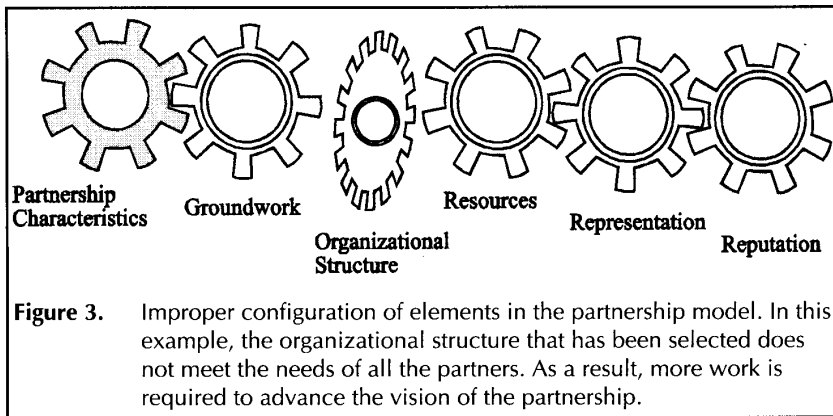 Partnership
Characteristics
Groundwork
Organizational
Structure
Resources
Representation
Reputation
Figure 3. Improper configuration of elements in the partnership model. In this
example, the organizational structure that has been selected does
not meet the needs of all the partners. As a result, more work is
required to advance the vision of the partnership.